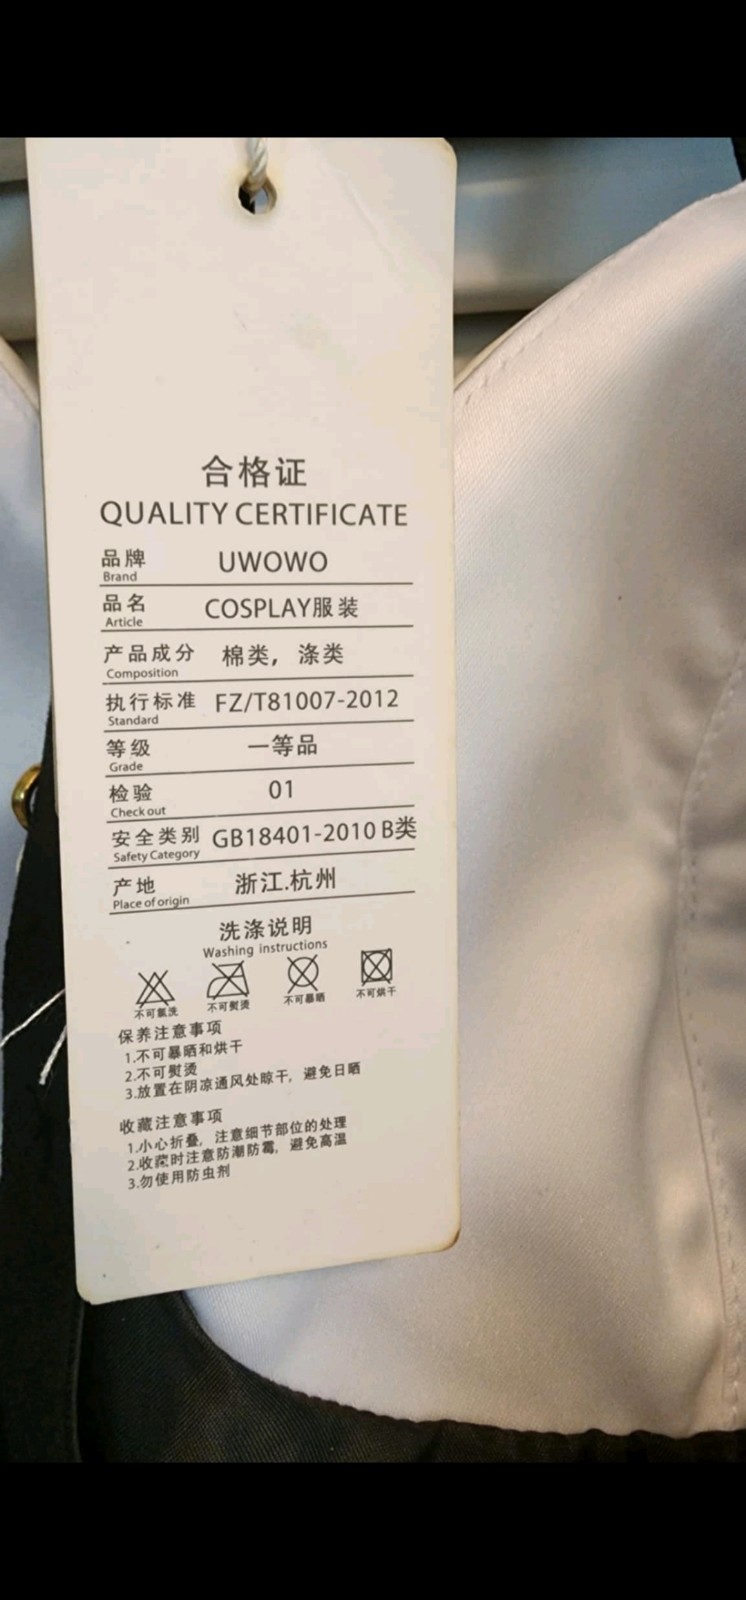 合格证
QUALITY CERTIFICATE
品牌 UWOWO
Brand
品名 COSPLAY服装
Article
产品成分 棉类，涤类
Composition
执行标准 FZ/T81007-2012
Standard
等级 一等品
Grade
检验 01
Check out
安全类别 GB18401-2010 B类
Safety Category
产地 浙江.杭州
Place of origin
洗涤说明
Washing instructions
不可氯洗 不可熨烫 不可暴晒 不可烘干
保养注意事项
1.不可暴晒和烘干
2.不可熨烫
3.放置在阴凉通风处晾干，避免日晒
收藏注意事项
1.小心折叠，注意细节部位的处理
2.收藏时注意防潮防霉，避免高温
3.勿使用防虫剂